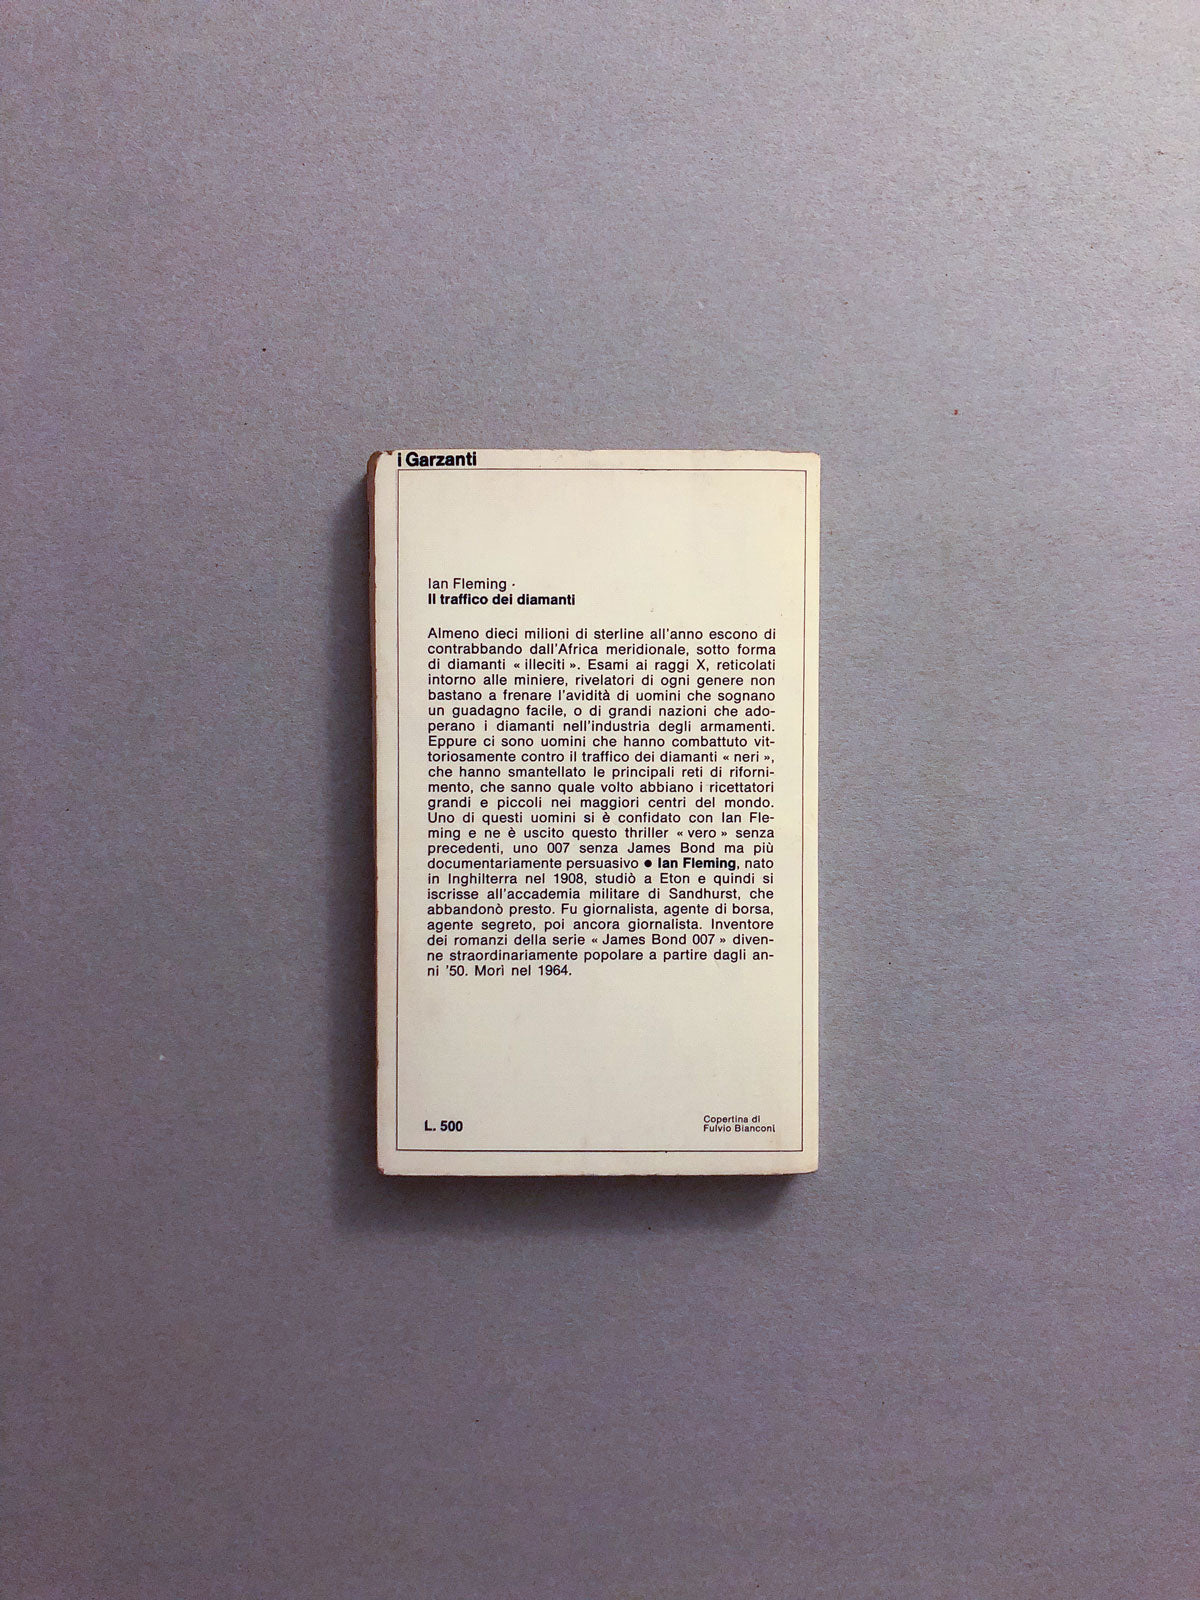 i Garzanti
Ian Fleming ·
Il traffico dei diamanti
Almeno dieci milioni di sterline all'anno escono di
contrabbando dall'Africa meridionale, sotto forma
di diamanti « illeciti ». Esami ai raggi X, reticolati
intorno alle miniere, rivelatori di ogni genere non
bastano a frenare l'avidità di uomini che sognano
un guadagno facile, o di grandi nazioni che ado-
perano i diamanti nell'industria degli armamenti.
Eppure ci sono uomini che hanno combattuto vit-
toriosamente contro il traffico dei diamanti « neri »,
che hanno smantellato le principali reti di riforni-
mento, che sanno quale volto abbiano i ricettatori
grandi e piccoli nei maggiori centri del mondo.
Uno di questi uomini si è confidato con Ian Fle-
ming e ne è uscito questo thriller « vero » senza
precedenti, uno 007 senza James Bond ma più
documentariamente persuasivo ● Ian Fleming, nato
in Inghilterra nel 1908, studiò a Eton e quindi si
iscrisse all'accademia militare di Sandhurst, che
abbandonò presto. Fu giornalista, agente di borsa,
agente segreto, poi ancora giornalista. Inventore
dei romanzi della serie « James Bond 007 » diven-
ne straordinariamente popolare a partire dagli an-
ni '50. Morì nel 1964.
L. 500
Copertina di
Fulvio Bianconi